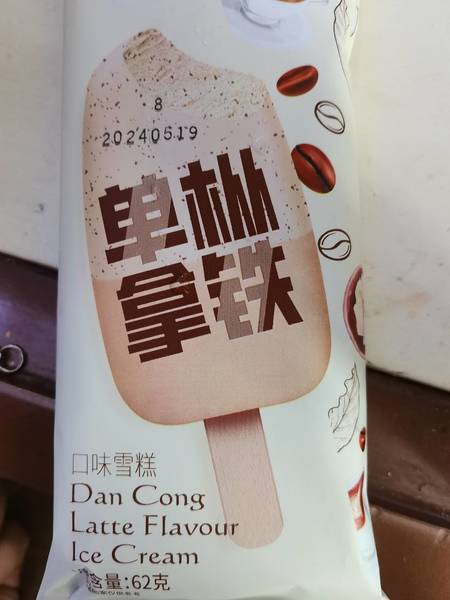 8
20240519
单枞
拿铁
口味雪糕
Dan Cong
Latte Flavour
Ice Cream
含量:62克